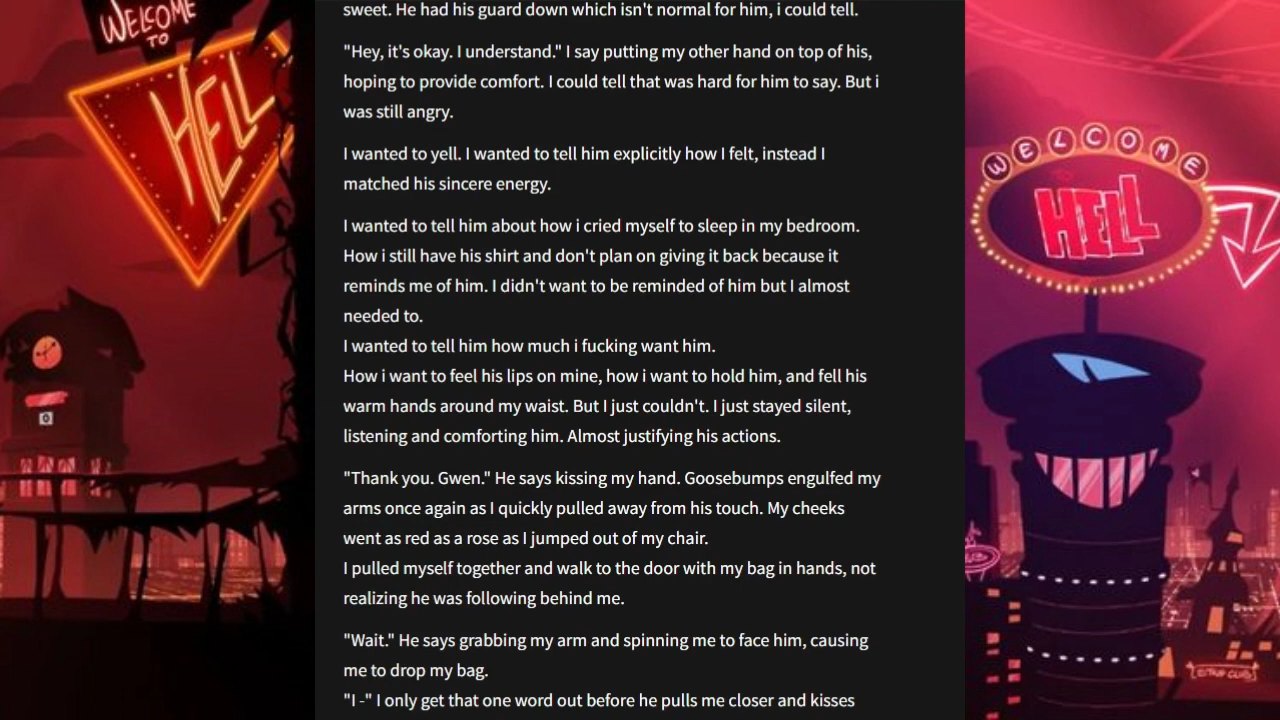 WELCOME
TO
HELL
sweet. He had his guard down which isn't normal for him, i could tell.
"Hey, it's okay. I understand." I say putting my other hand on top of his,
hoping to provide comfort. I could tell that was hard for him to say. But i
was still angry.
I wanted to yell. I wanted to tell him explicitly how I felt, instead I
matched his sincere energy.
I wanted to tell him about how i cried myself to sleep in my bedroom.
How i still have his shirt and don't plan on giving it back because it
reminds me of him. I didn't want to be reminded of him but I almost
needed to.
I wanted to tell him how much i fucking want him.
How i want to feel his lips on mine, how i want to hold him, and fell his
warm hands around my waist. But I just couldn't. I just stayed silent,
listening and comforting him. Almost justifying his actions.
"Thank you. Gwen." He says kissing my hand. Goosebumps engulfed my
arms once again as I quickly pulled away from his touch. My cheeks
went as red as a rose as I jumped out of my chair.
I pulled myself together and walk to the door with my bag in hands, not
realizing he was following behind me.
"Wait." He says grabbing my arm and spinning me to face him, causing
me to drop my bag.
"I -" I only get that one word out before he pulls me closer and kisses
WELCOME
TO
HELL